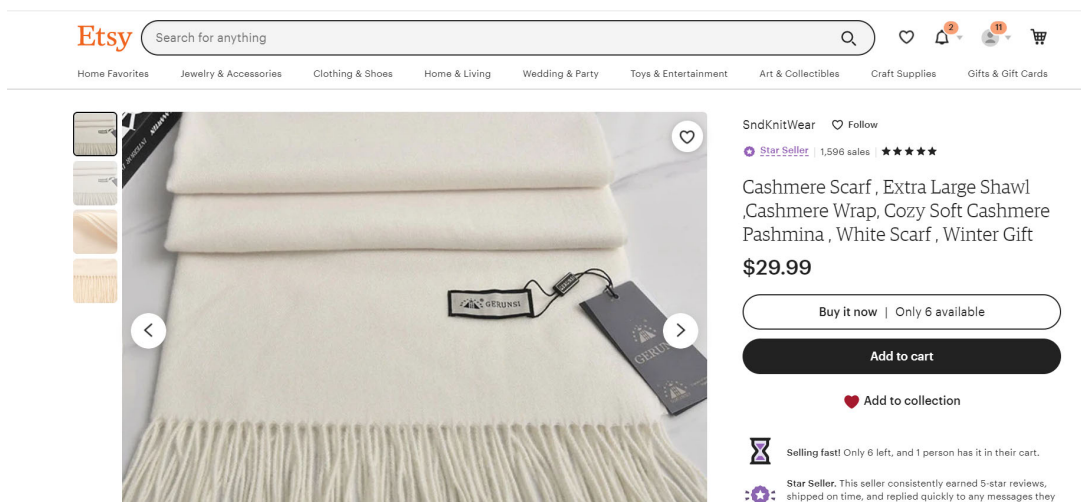 Etsy
Search for anything
2
11
Home Favorites Jewelry & Accessories Clothing & Shoes Home & Living Wedding & Party Toys & Entertainment Art & Collectibles Craft Supplies Gifts & Gift Cards
SndKnitWear Follow
Star Seller 1,596 sales
Cashmere Scarf , Extra Large Shawl
,Cashmere Wrap, Cozy Soft Cashmere
Pashmina , White Scarf , Winter Gift
$29.99
GERUNSI
Buy it now | Only 6 available
Add to cart
Add to collection
Selling fast! Only 6 left, and 1 person has it in their cart.
Star Seller. This seller consistently earned 5-star reviews,
shipped on time, and replied quickly to any messages they